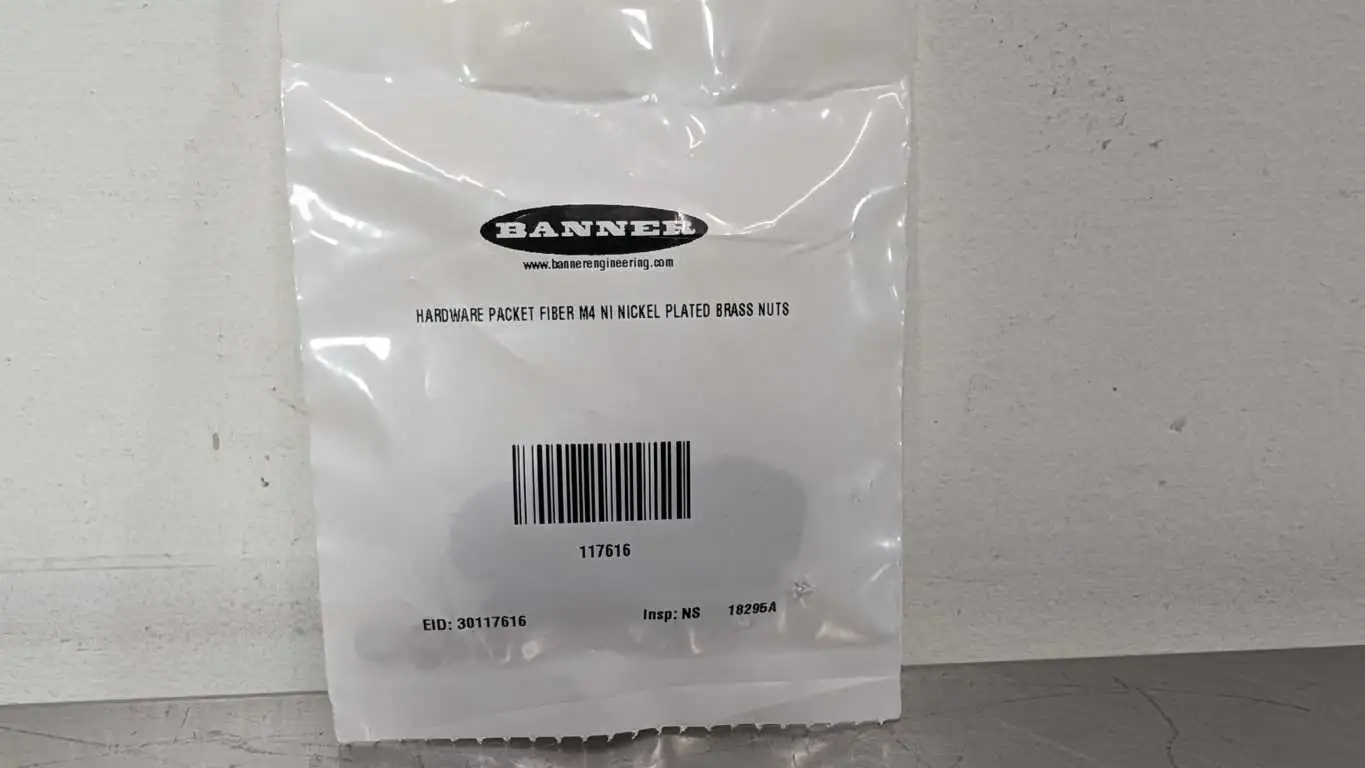 BANNER
www.bannerengineering.com
HARDWARE PACKET FIBER M4 NI NICKEL PLATED BRASS NUTS
117616
EID: 30117616 Insp: NS 18295A